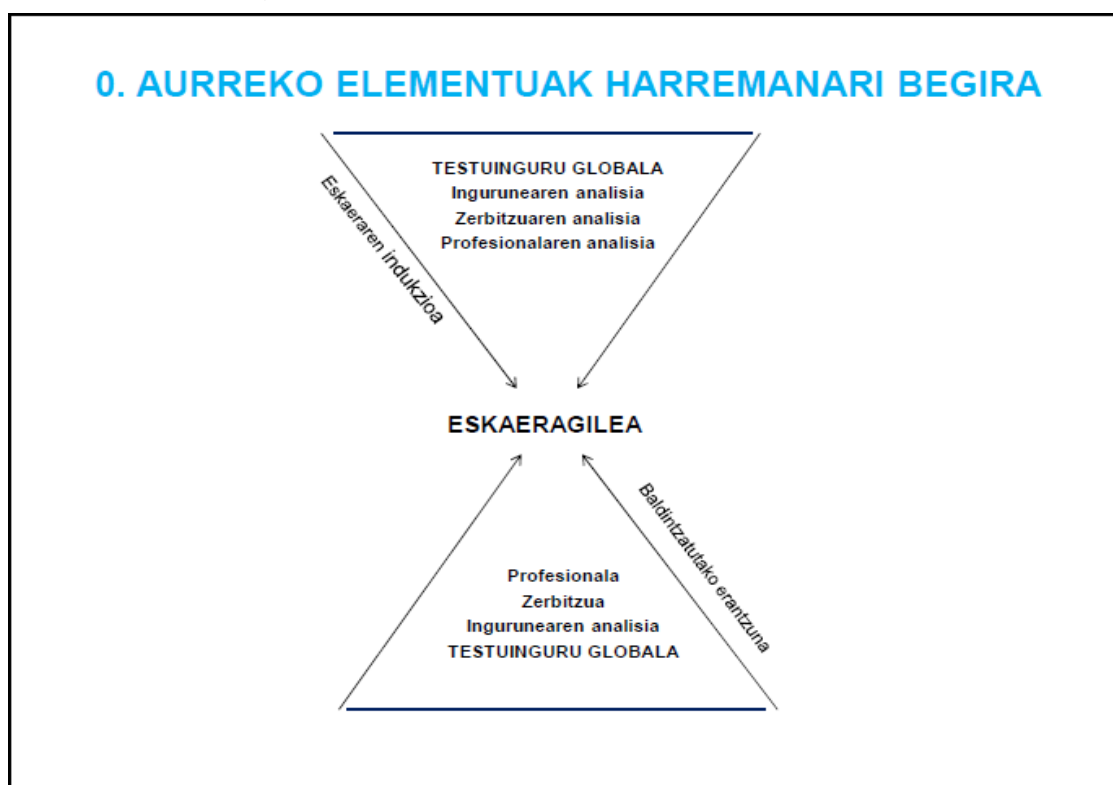 0. AURREKO ELEMENTUAK HARREMANARI BEGIRA
TESTUINGURU GLOBALA
Ingurunearen analisia
Zerbitzuaren analisia
Profesionalaren analisia
Eskaeraren indukzioa
ESKAERAGILEA
Baldintzatutako erantzuna
Profesionala
Zerbitzua
Ingurunearen analisia
TESTUINGURU GLOBALA